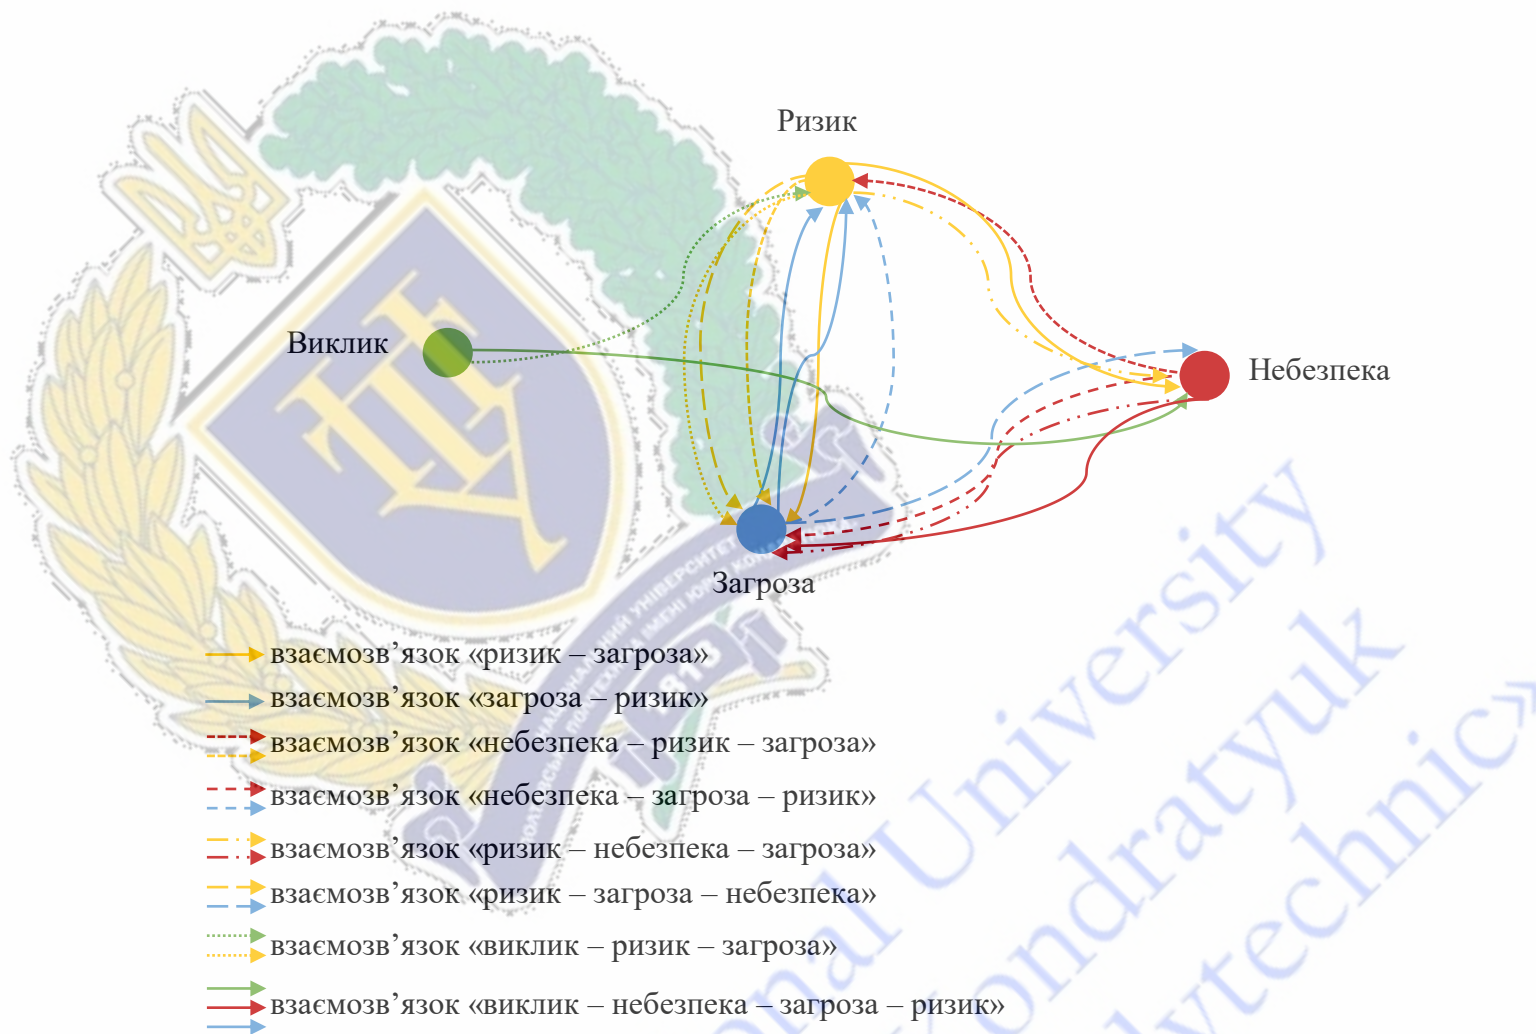 Ризик
Виклик
Небезпека
Загроза
взаємозв’язок «ризик – загроза»
взаємозв’язок «загроза – ризик»
взаємозв’язок «небезпека – ризик – загроза»
взаємозв’язок «небезпека – загроза – ризик»
взаємозв’язок «ризик – небезпека – загроза»
взаємозв’язок «ризик – загроза – небезпека»
взаємозв’язок «виклик – ризик – загроза»
взаємозв’язок «виклик – небезпека – загроза – ризик»
University
ondratyuk